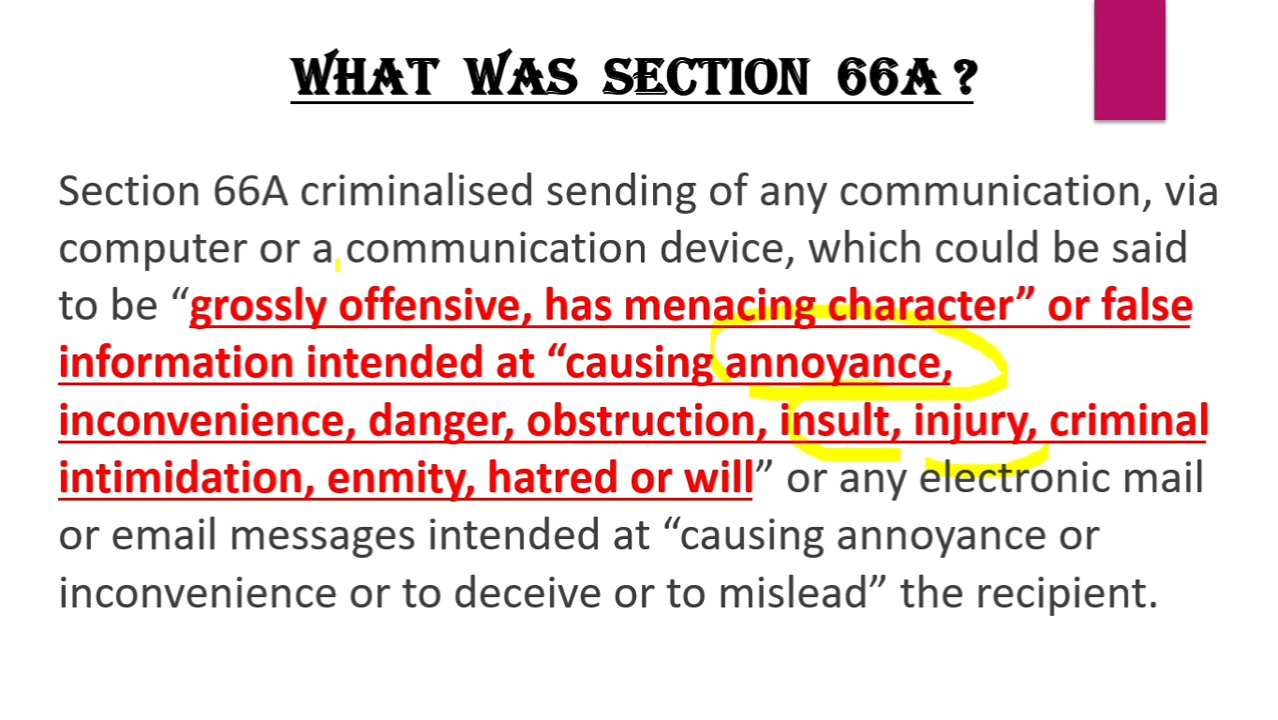 WHAT WAS SECTION 66A ?
Section 66A criminalised sending of any communication, via
computer or a communication device, which could be said
to be “grossly offensive, has menacing character” or false
information intended at “causing annoyance,
inconvenience, danger, obstruction, insult, injury, criminal
intimidation, enmity, hatred or will” or any electronic mail
or email messages intended at “causing annoyance or
inconvenience or to deceive or to mislead” the recipient.